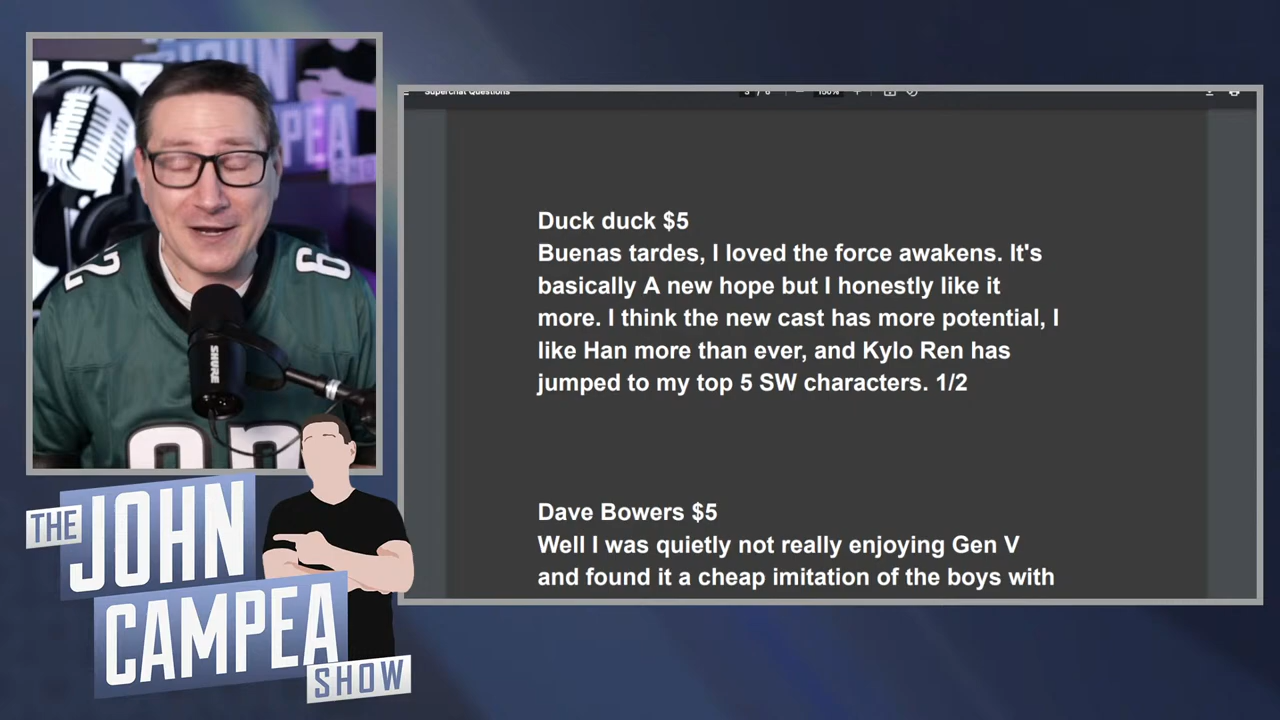 Superchat Questions
Duck duck $5
Buenas tardes, I loved the force awakens. It's
basically A new hope but I honestly like it
more. I think the new cast has more potential, I
like Han more than ever, and Kylo Ren has
jumped to my top 5 SW characters. 1/2
Dave Bowers $5
Well I was quietly not really enjoying Gen V
and found it a cheap imitation of the boys with
SHURE
THE
JOHN
CAMPEA
SHOW